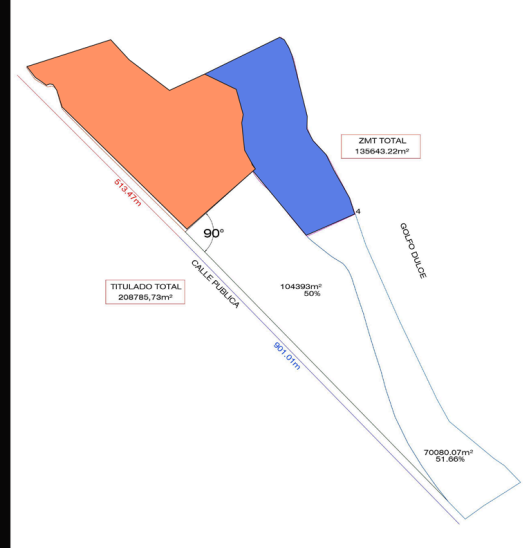 ZMT TOTAL
135643.22m²
513.47m
4
90°
GOLFO DULCE
CALLE PUBLICA
TITULADO TOTAL
208785,73m²
104393m²
50%
901.01m
70080.07m²
51.66%